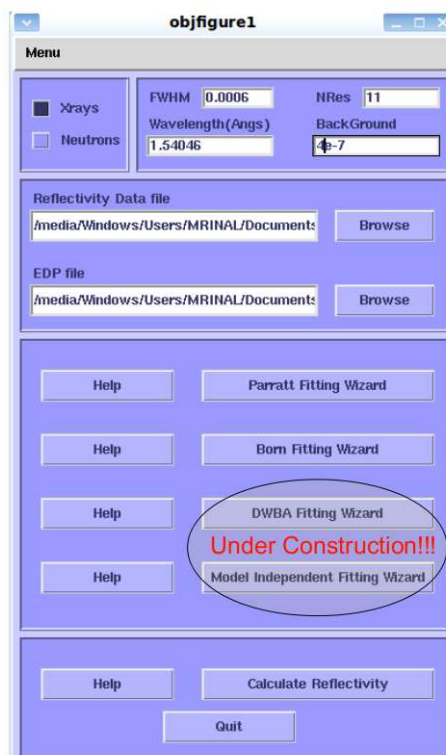 objfigure1
Menu
Xrays
Neutrons
FWHM 0.0006 NRes 11
Wavelength(Angs) BackGround
1.54046 4e-7
Reflectivity Data file
/media/Windows/Users/MRINAL/Documents Browse
EDP file
/media/Windows/Users/MRINAL/Documents Browse
Help Parratt Fitting Wizard
Help Born Fitting Wizard
Help DWBA Fitting Wizard
Under Construction!!!
Help Model Independent Fitting Wizard
Help Calculate Reflectivity
Quit